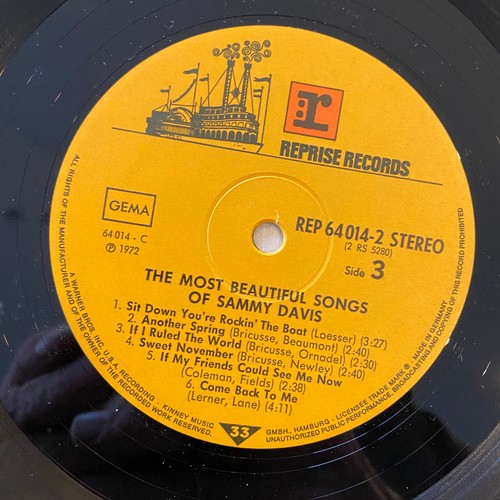 r
REPRISE RECORDS
GEMA
64 014 - C
℗ 1972
REP 64 014-2 STEREO
(2 RS 5280)
Side 3
THE MOST BEAUTIFUL SONGS
OF SAMMY DAVIS
1. Sit Down You're Rockin' The Boat (Loesser) (3:27)
2. Another Spring (Bricusse, Beaumont) (2:40)
3. If I Ruled The World (Bricusse, Ornadel) (2:40)
4. Sweet November (Bricusse, Newley) (2:40)
5. If My Friends Could See Me Now
(Coleman, Fields) (2:38)
6. Come Back To Me
(Lerner, Lane) (4:11)
33
ALL RIGHTS OF THE MANUFACTURER AND OF THE OWNER OF THE RECORDED WORK RESERVED.
A WARNER BROS. INC. U.S.A. RECORDING · KINNEY MUSIC
GMBH., HAMBURG - LICENSEE TRADE MARK ® MADE IN GERMANY
UNAUTHORIZED PUBLIC PERFORMANCE, BROADCASTING AND COPYING OF THIS RECORD PROHIBITED